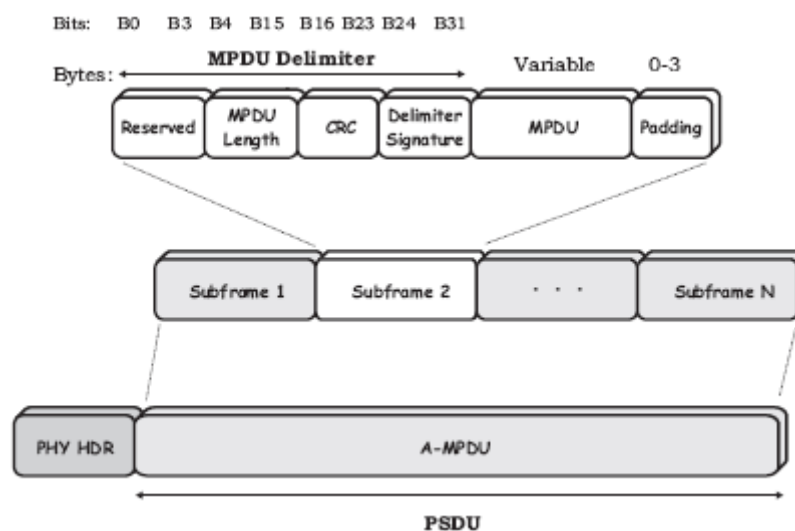 Bits: B0 B3 B4 B15 B16 B23 B24 B31
MPDU Delimiter
Bytes: Variable 0-3
Reserved MPDU Length CRC Delimiter Signature MPDU Padding
Subframe 1 Subframe 2 . . . Subframe N
PHY HDR A-MPDU
PSDU